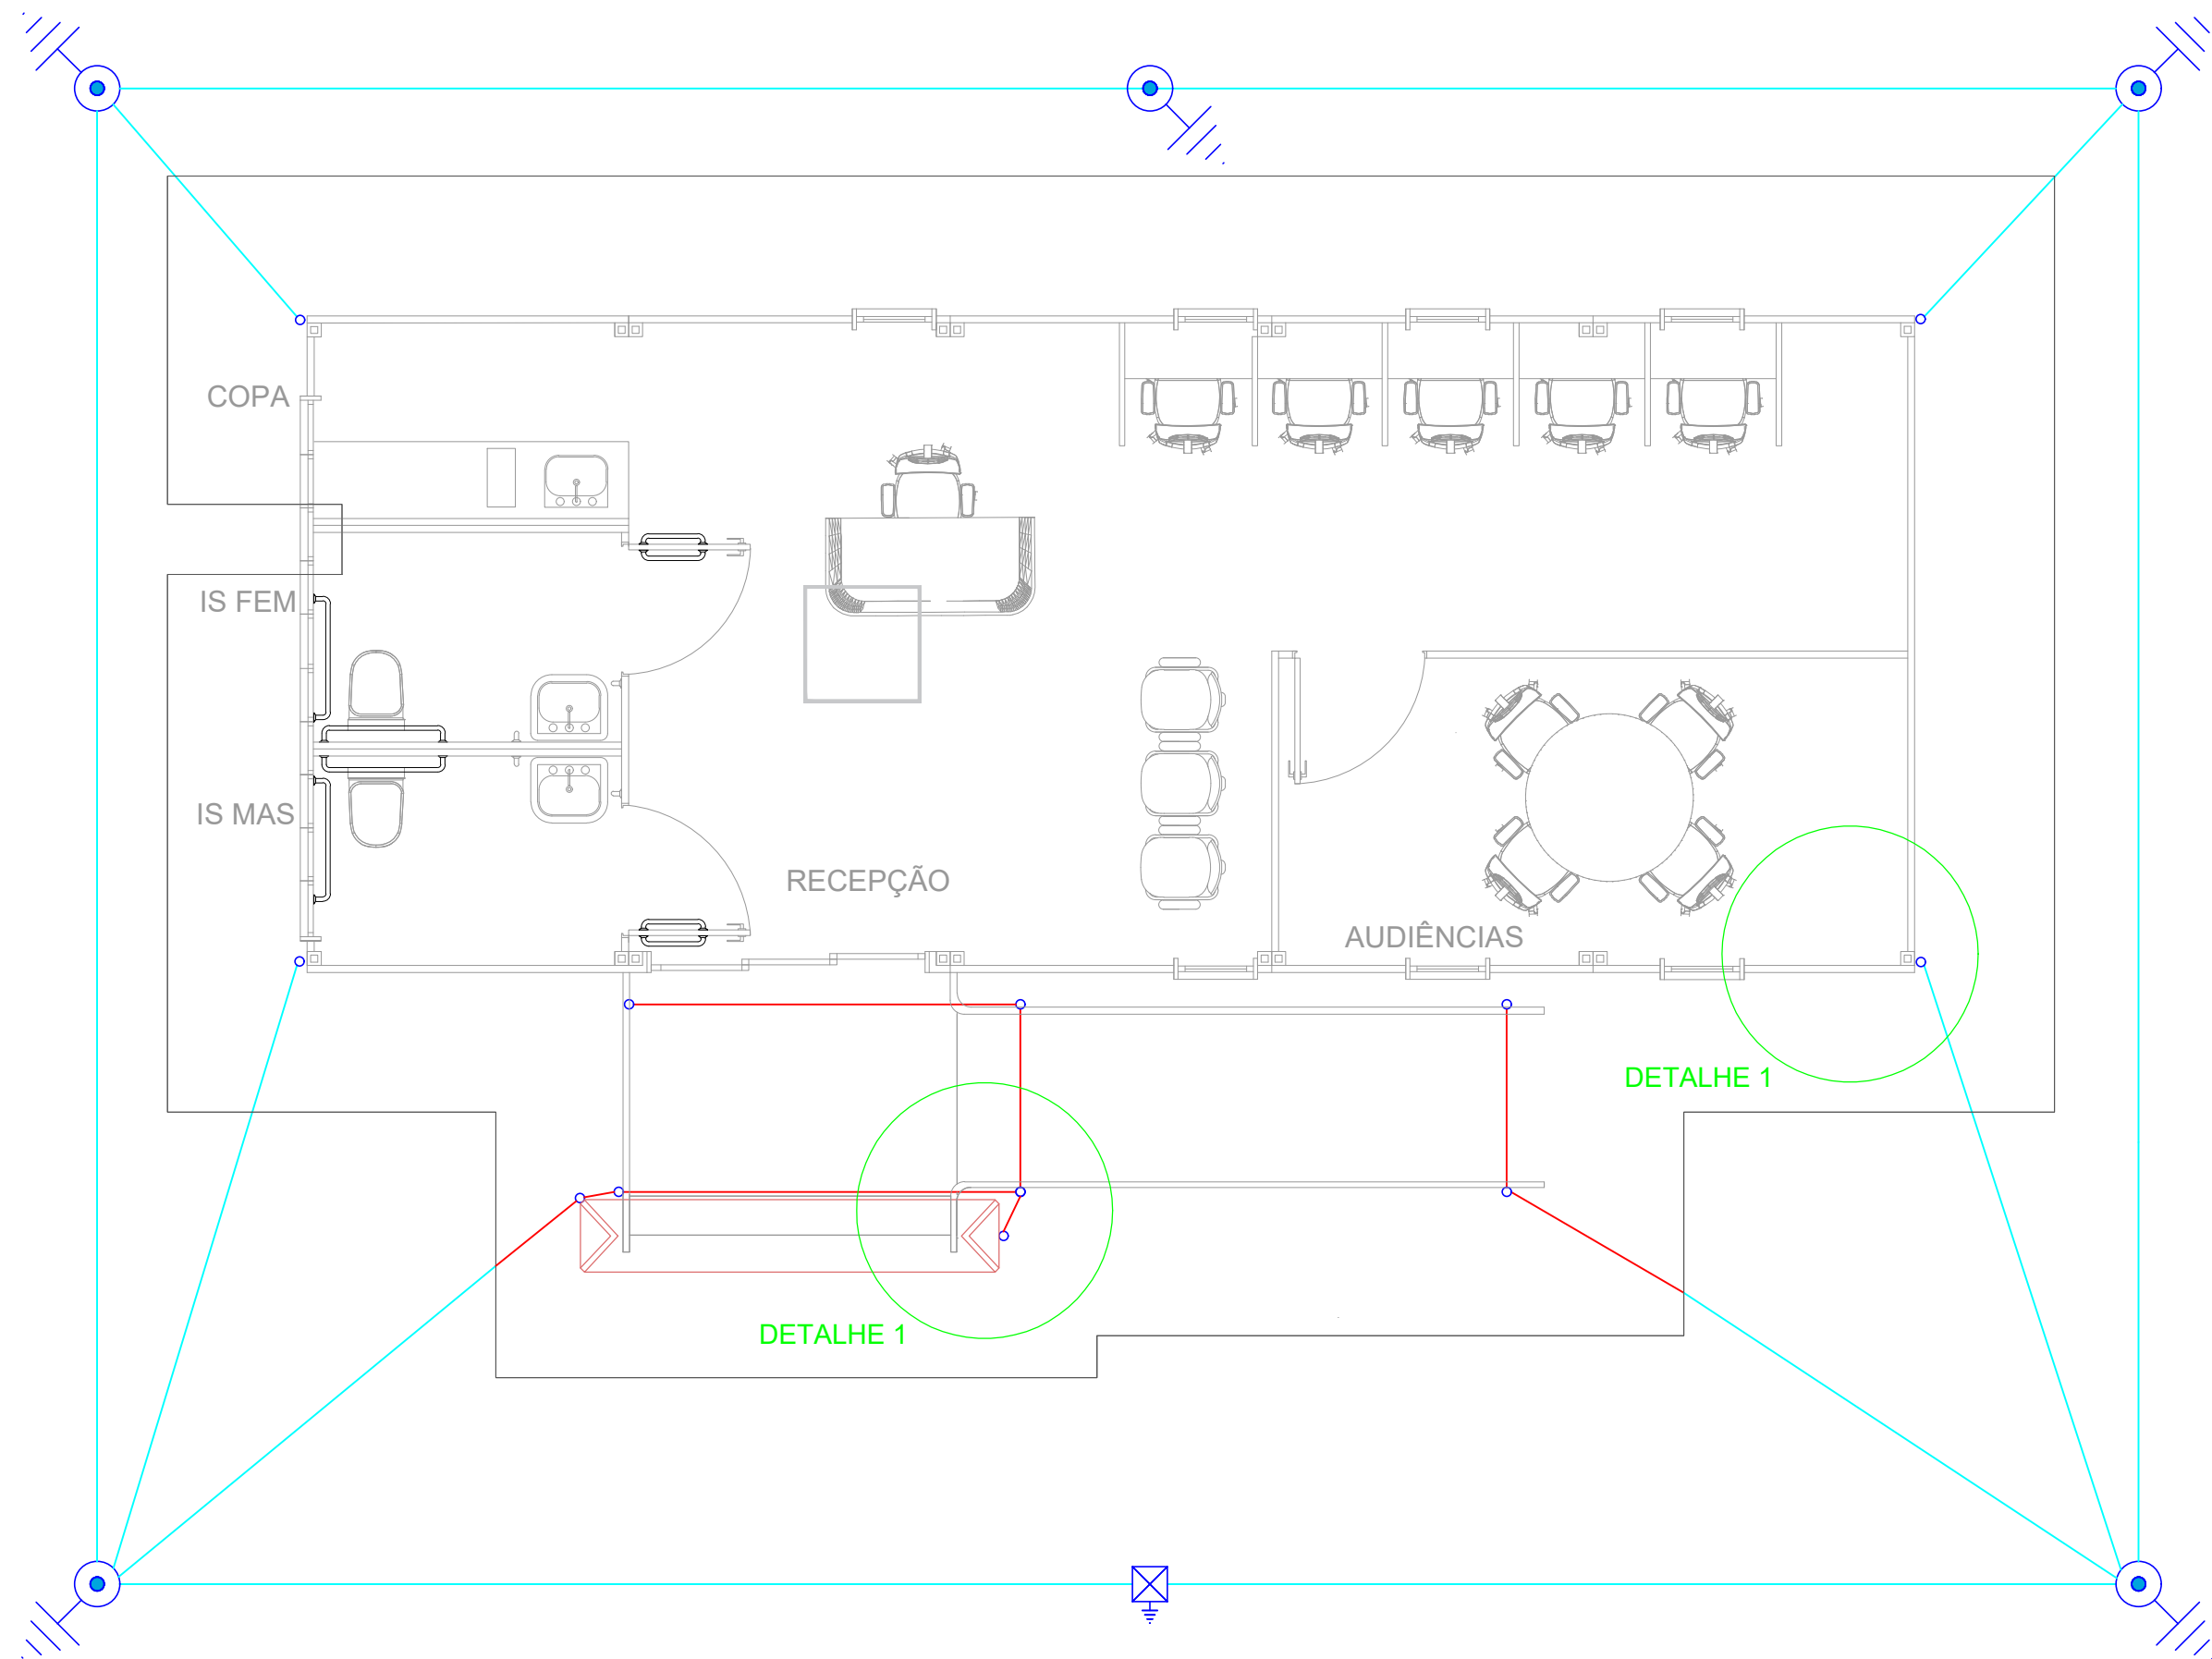 COPA
IS FEM
IS MAS
RECEPÇÃO
AUDIÊNCIAS
DETALHE 1
DETALHE 1